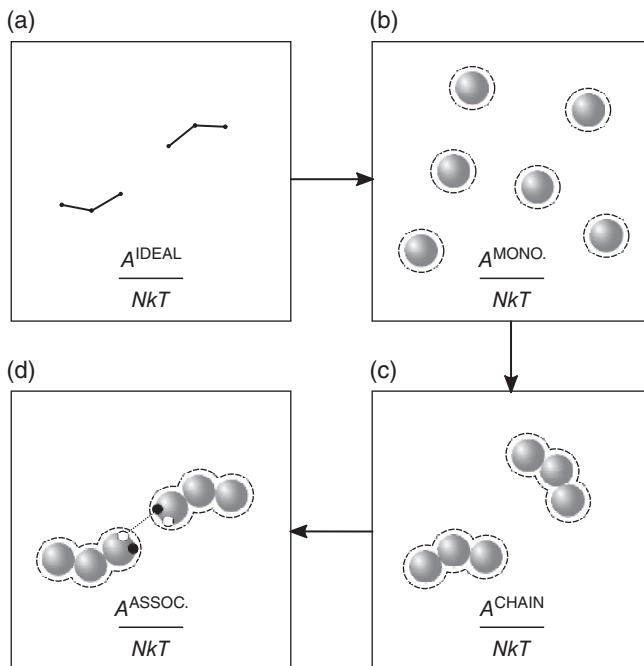 (a)
A^IDEAL
NkT
(b)
A^MONO.
NkT
(d)
A^ASSOC.
NkT
(c)
A^CHAIN
NkT